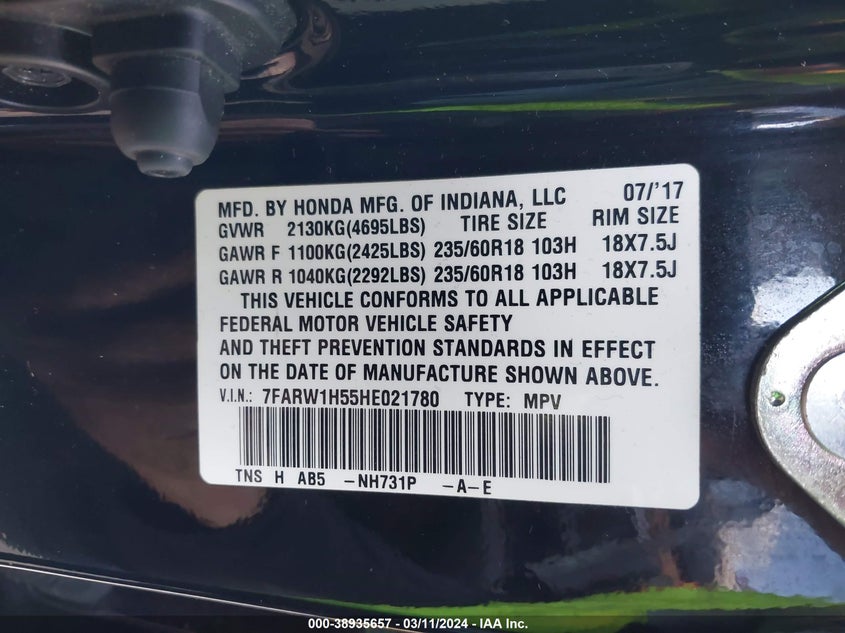 MFD. BY HONDA MFG. OF INDIANA, LLC 07/'17
GVWR 2130KG(4695LBS) TIRE SIZE RIM SIZE
GAWR F 1100KG(2425LBS) 235/60R18 103H 18X7.5J
GAWR R 1040KG(2292LBS) 235/60R18 103H 18X7.5J
THIS VEHICLE CONFORMS TO ALL APPLICABLE
FEDERAL MOTOR VEHICLE SAFETY
AND THEFT PREVENTION STANDARDS IN EFFECT
ON THE DATE OF MANUFACTURE SHOWN ABOVE.
V.I.N.: 7FARW1H55HE021780 TYPE: MPV
TNS H AB5 -NH731P -A-E
000-38935657 - 03/11/2024 - IAA Inc.